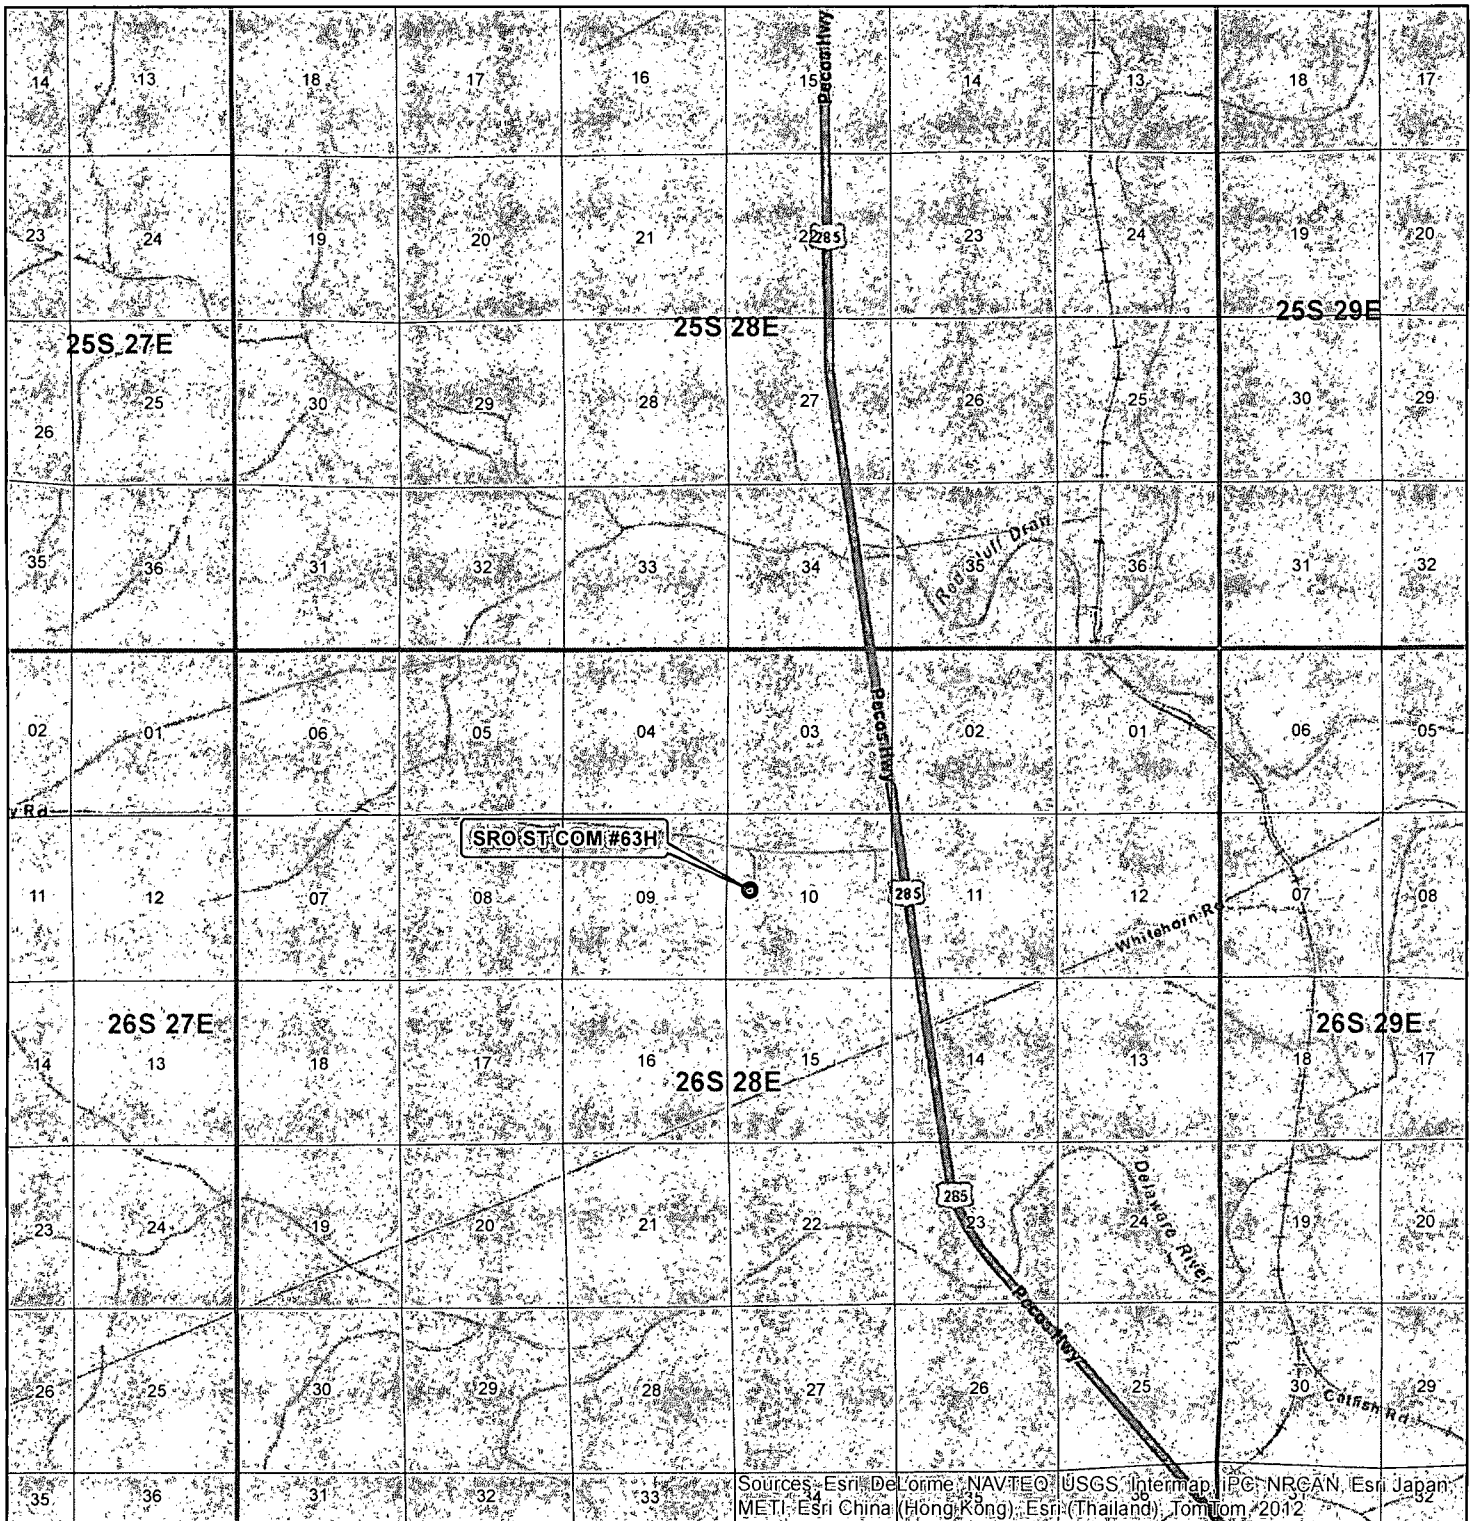 Pecos Hwy
14 13 18 17 16 15 14 13 18 17
23 24 19 20 21 22 285 23 24 19 20
25S 27E 25S 28E 25S 29E
26 25 30 29 28 27 26 25 30 29
35 36 31 32 33 34 35 36 31 32
Draw
02 01 06 05 04 03 02 01 06 05
Pecos Hwy
y Rd
SRO ST COM #63H
11 12 07 08 09 10 285 11 12 07 08
Whitehorn Rd
26S 27E 26S 28E 26S 29E
14 13 18 17 16 15 14 13 18 17
285
23 24 19 20 21 22 23 24 19 20
Delaware River
Pecos Hwy
26 25 30 29 28 27 26 25 30 29
Catfish Rd
35 36 31 32 33 34 35 32
Sources: Esri, DeLorme, NAVTEQ, USGS, Intermap, iPC, NRCAN, Esri Japan,
METI, Esri China (Hong Kong), Esri (Thailand), TomTom, 2012